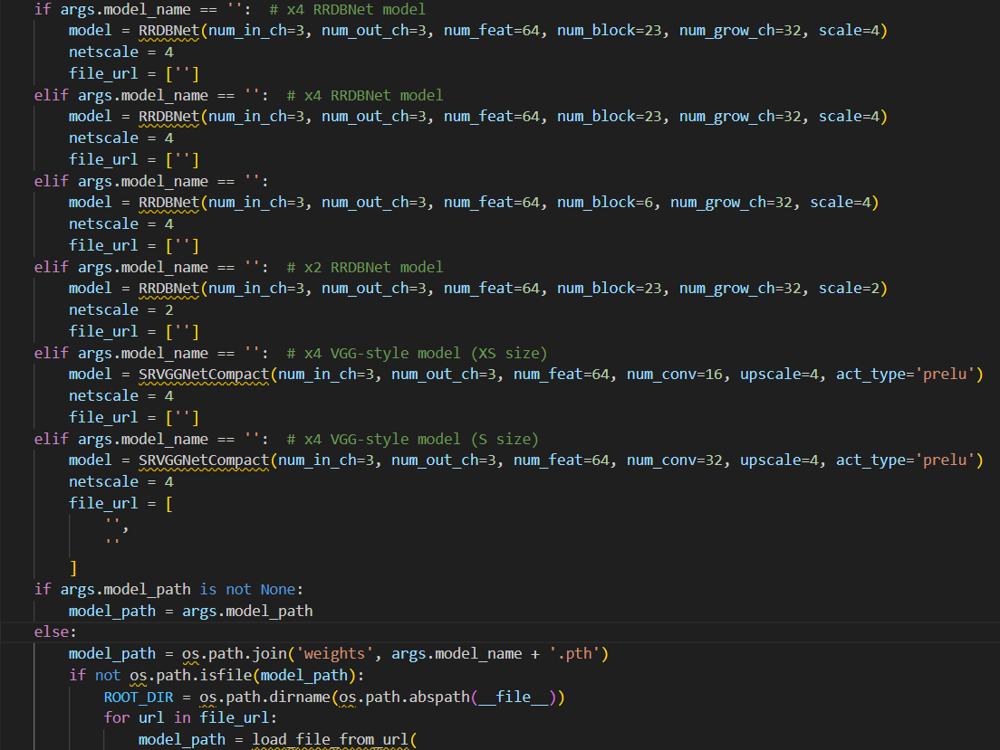 if args.model_name == '':  # x4 RRDBNet model
    model = RRDBNet(num_in_ch=3, num_out_ch=3, num_feat=64, num_block=23, num_grow_ch=32, scale=4)
    netscale = 4
    file_url = ['']
elif args.model_name == '':  # x4 RRDBNet model
    model = RRDBNet(num_in_ch=3, num_out_ch=3, num_feat=64, num_block=23, num_grow_ch=32, scale=4)
    netscale = 4
    file_url = ['']
elif args.model_name == '':
    model = RRDBNet(num_in_ch=3, num_out_ch=3, num_feat=64, num_block=6, num_grow_ch=32, scale=4)
    netscale = 4
    file_url = ['']
elif args.model_name == '':  # x2 RRDBNet model
    model = RRDBNet(num_in_ch=3, num_out_ch=3, num_feat=64, num_block=23, num_grow_ch=32, scale=2)
    netscale = 2
    file_url = ['']
elif args.model_name == '':  # x4 VGG-style model (XS size)
    model = SRVGGNetCompact(num_in_ch=3, num_out_ch=3, num_feat=64, num_conv=16, upscale=4, act_type='prelu')
    netscale = 4
    file_url = ['']
elif args.model_name == '':  # x4 VGG-style model (S size)
    model = SRVGGNetCompact(num_in_ch=3, num_out_ch=3, num_feat=64, num_conv=32, upscale=4, act_type='prelu')
    netscale = 4
    file_url = [
        '',
        ''
    ]
if args.model_path is not None:
    model_path = args.model_path
else:
    model_path = os.path.join('weights', args.model_name + '.pth')
    if not os.path.isfile(model_path):
        ROOT_DIR = os.path.dirname(os.path.abspath(__file__))
        for url in file_url:
            model_path = load_file_from_url(